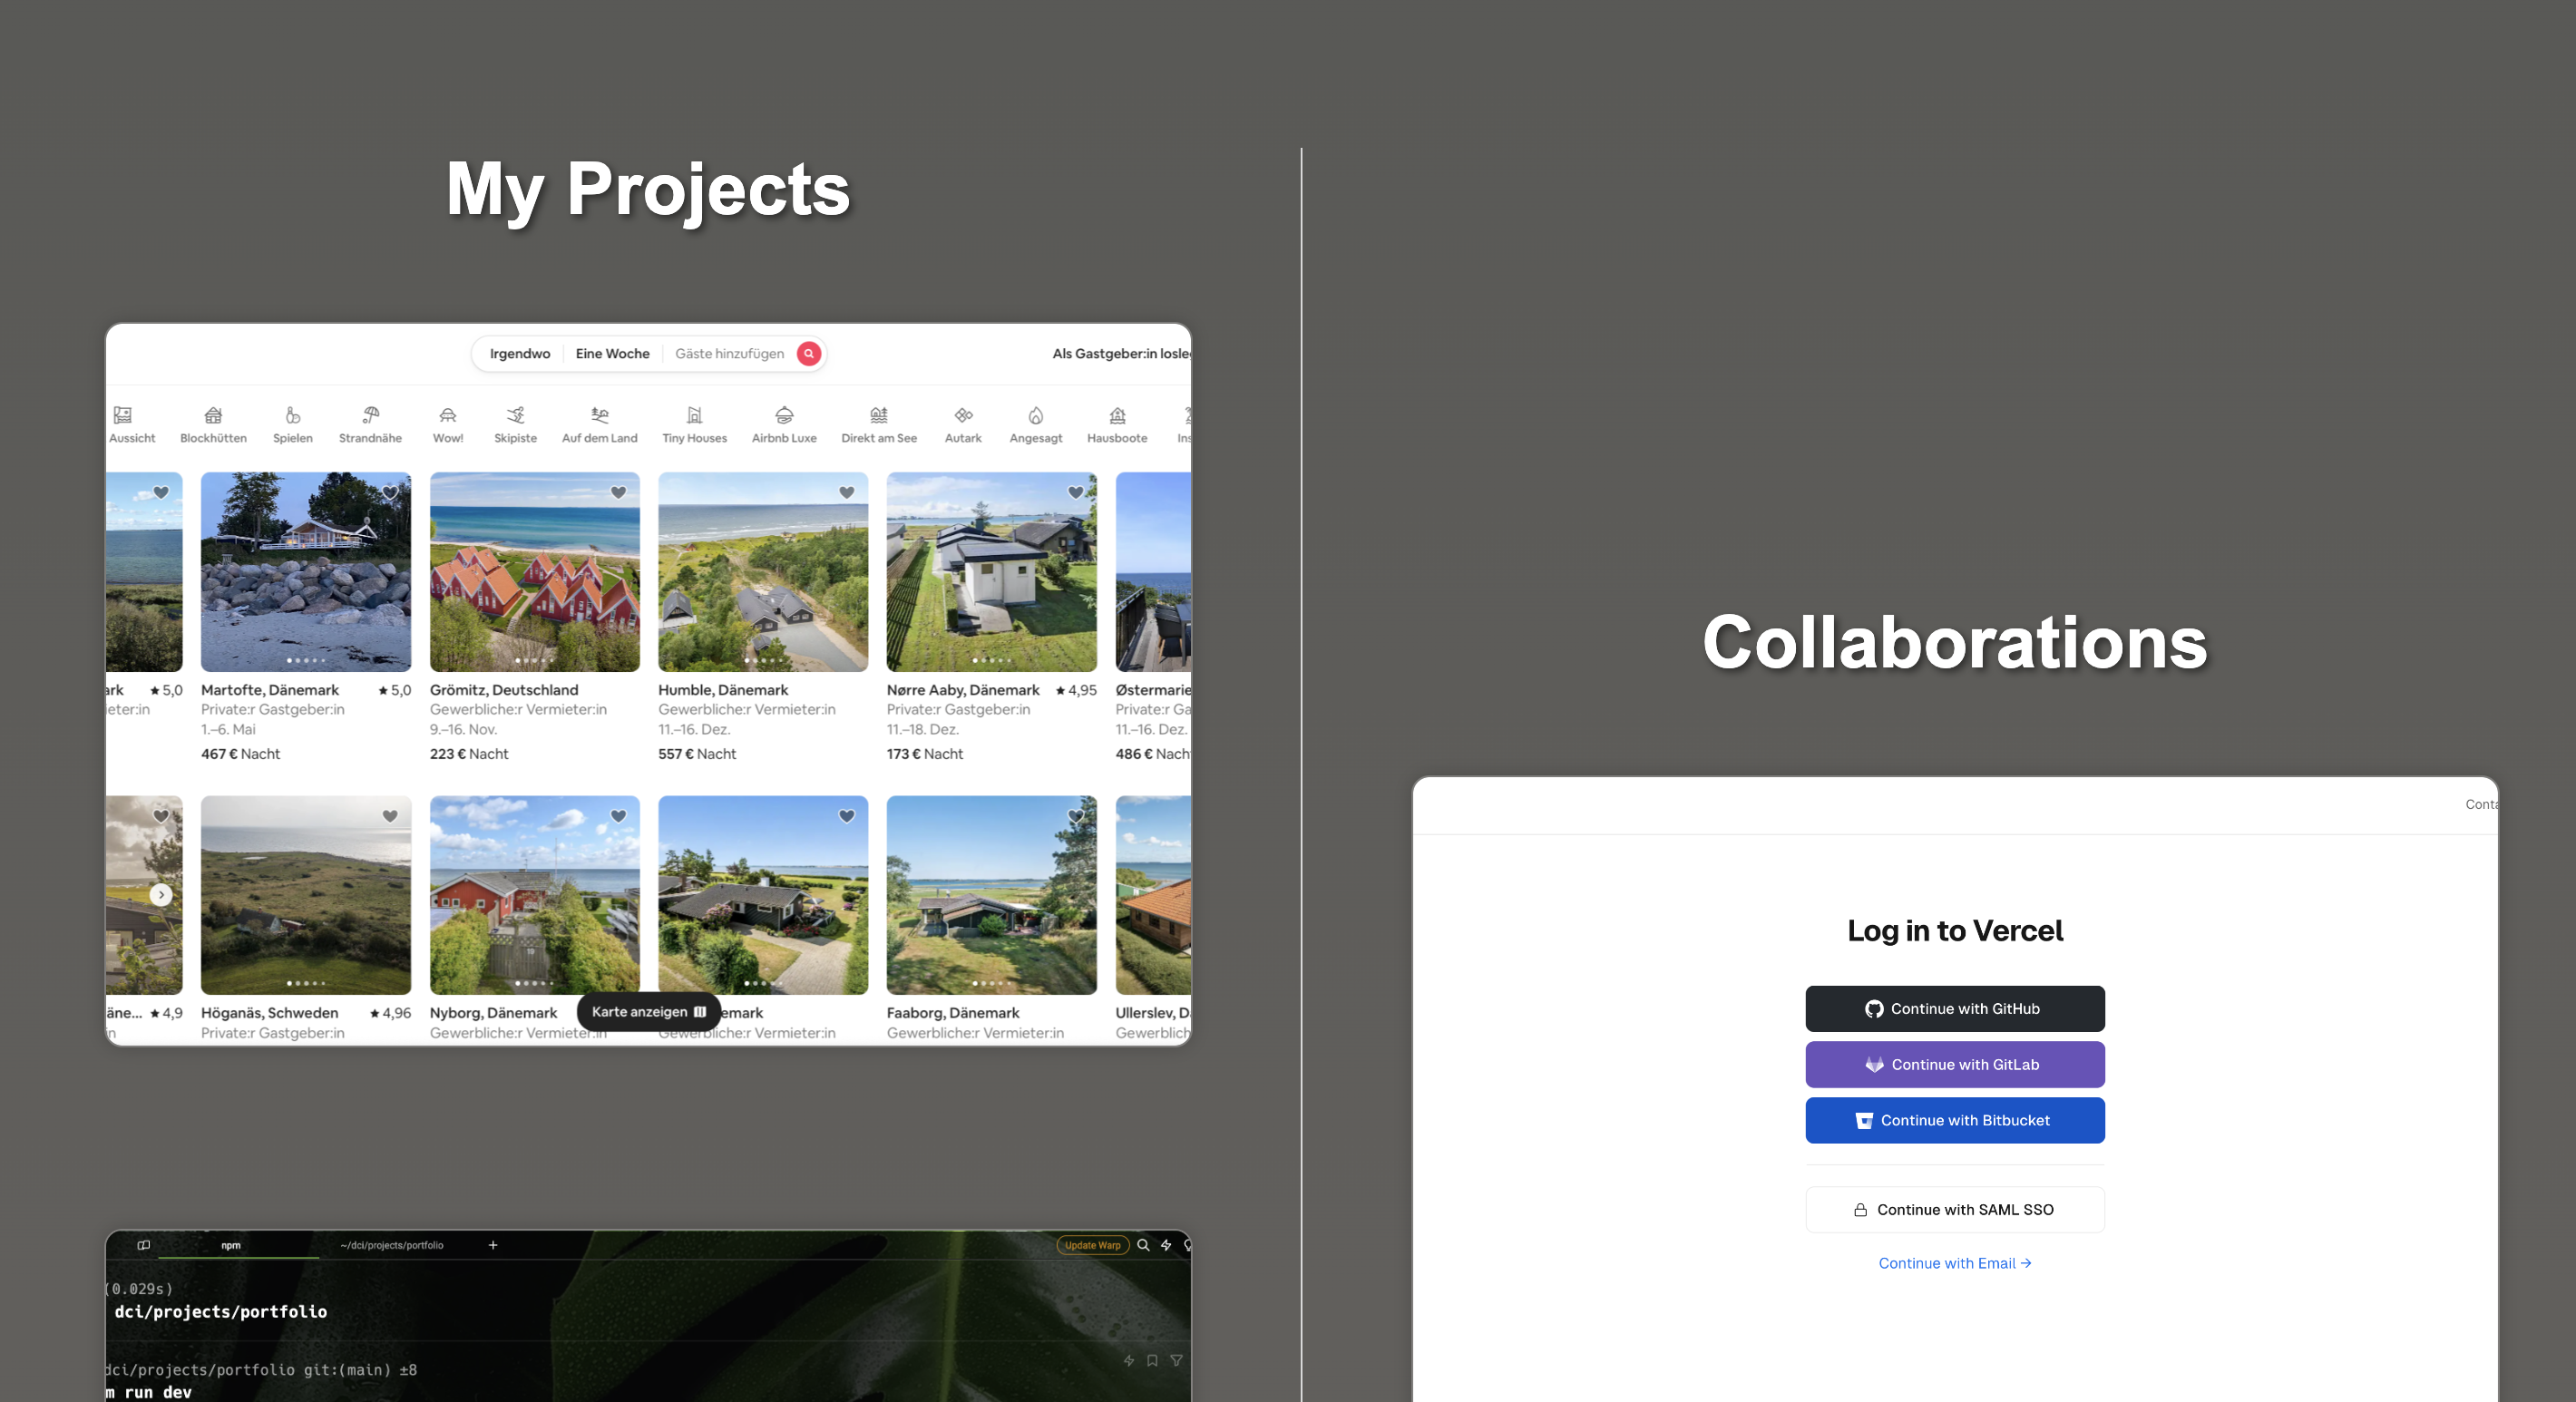 My Projects
Irgendwo Eine Woche Gäste hinzufügen
Als Gastgeber:in losle
Aussicht Blockhütten Spielen Strandnähe Wow! Skipiste Auf dem Land Tiny Houses Airbnb Luxe Direkt am See Autark Angesagt Hausboote Ins
ark ★ 5,0 Martofte, Dänemark ★ 5,0 Grömitz, Deutschland Humble, Dänemark Nørre Aaby, Dänemark ★ 4,95 Østermarie
ieter:in Private:r Gastgeber:in Gewerbliche:r Vermieter:in Gewerbliche:r Vermieter:in Private:r Gastgeber:in Private:r Ga
1.–6. Mai 9.–16. Nov. 11.–16. Dez. 11.–18. Dez. 11.–16. Dez.
467 € Nacht 223 € Nacht 557 € Nacht 173 € Nacht 486 € Nach
äne... ★ 4,9 Höganäs, Schweden ★ 4,96 Nyborg, Dänemark emark Faaborg, Dänemark Ullerslev, D
in Private:r Gastgeber:in Gewerbliche:r Vermieter:in Gewerbliche:r Vermieter:in Gewerbliche:r Vermieter:in Gewerblich
Karte anzeigen
npm ~/dci/projects/portfolio + Update Warp
(0.029s)
dci/projects/portfolio
dci/projects/portfolio git:(main) ±8
m run dev
Collaborations
Conta
Log in to Vercel
Continue with GitHub
Continue with GitLab
Continue with Bitbucket
Continue with SAML SSO
Continue with Email →